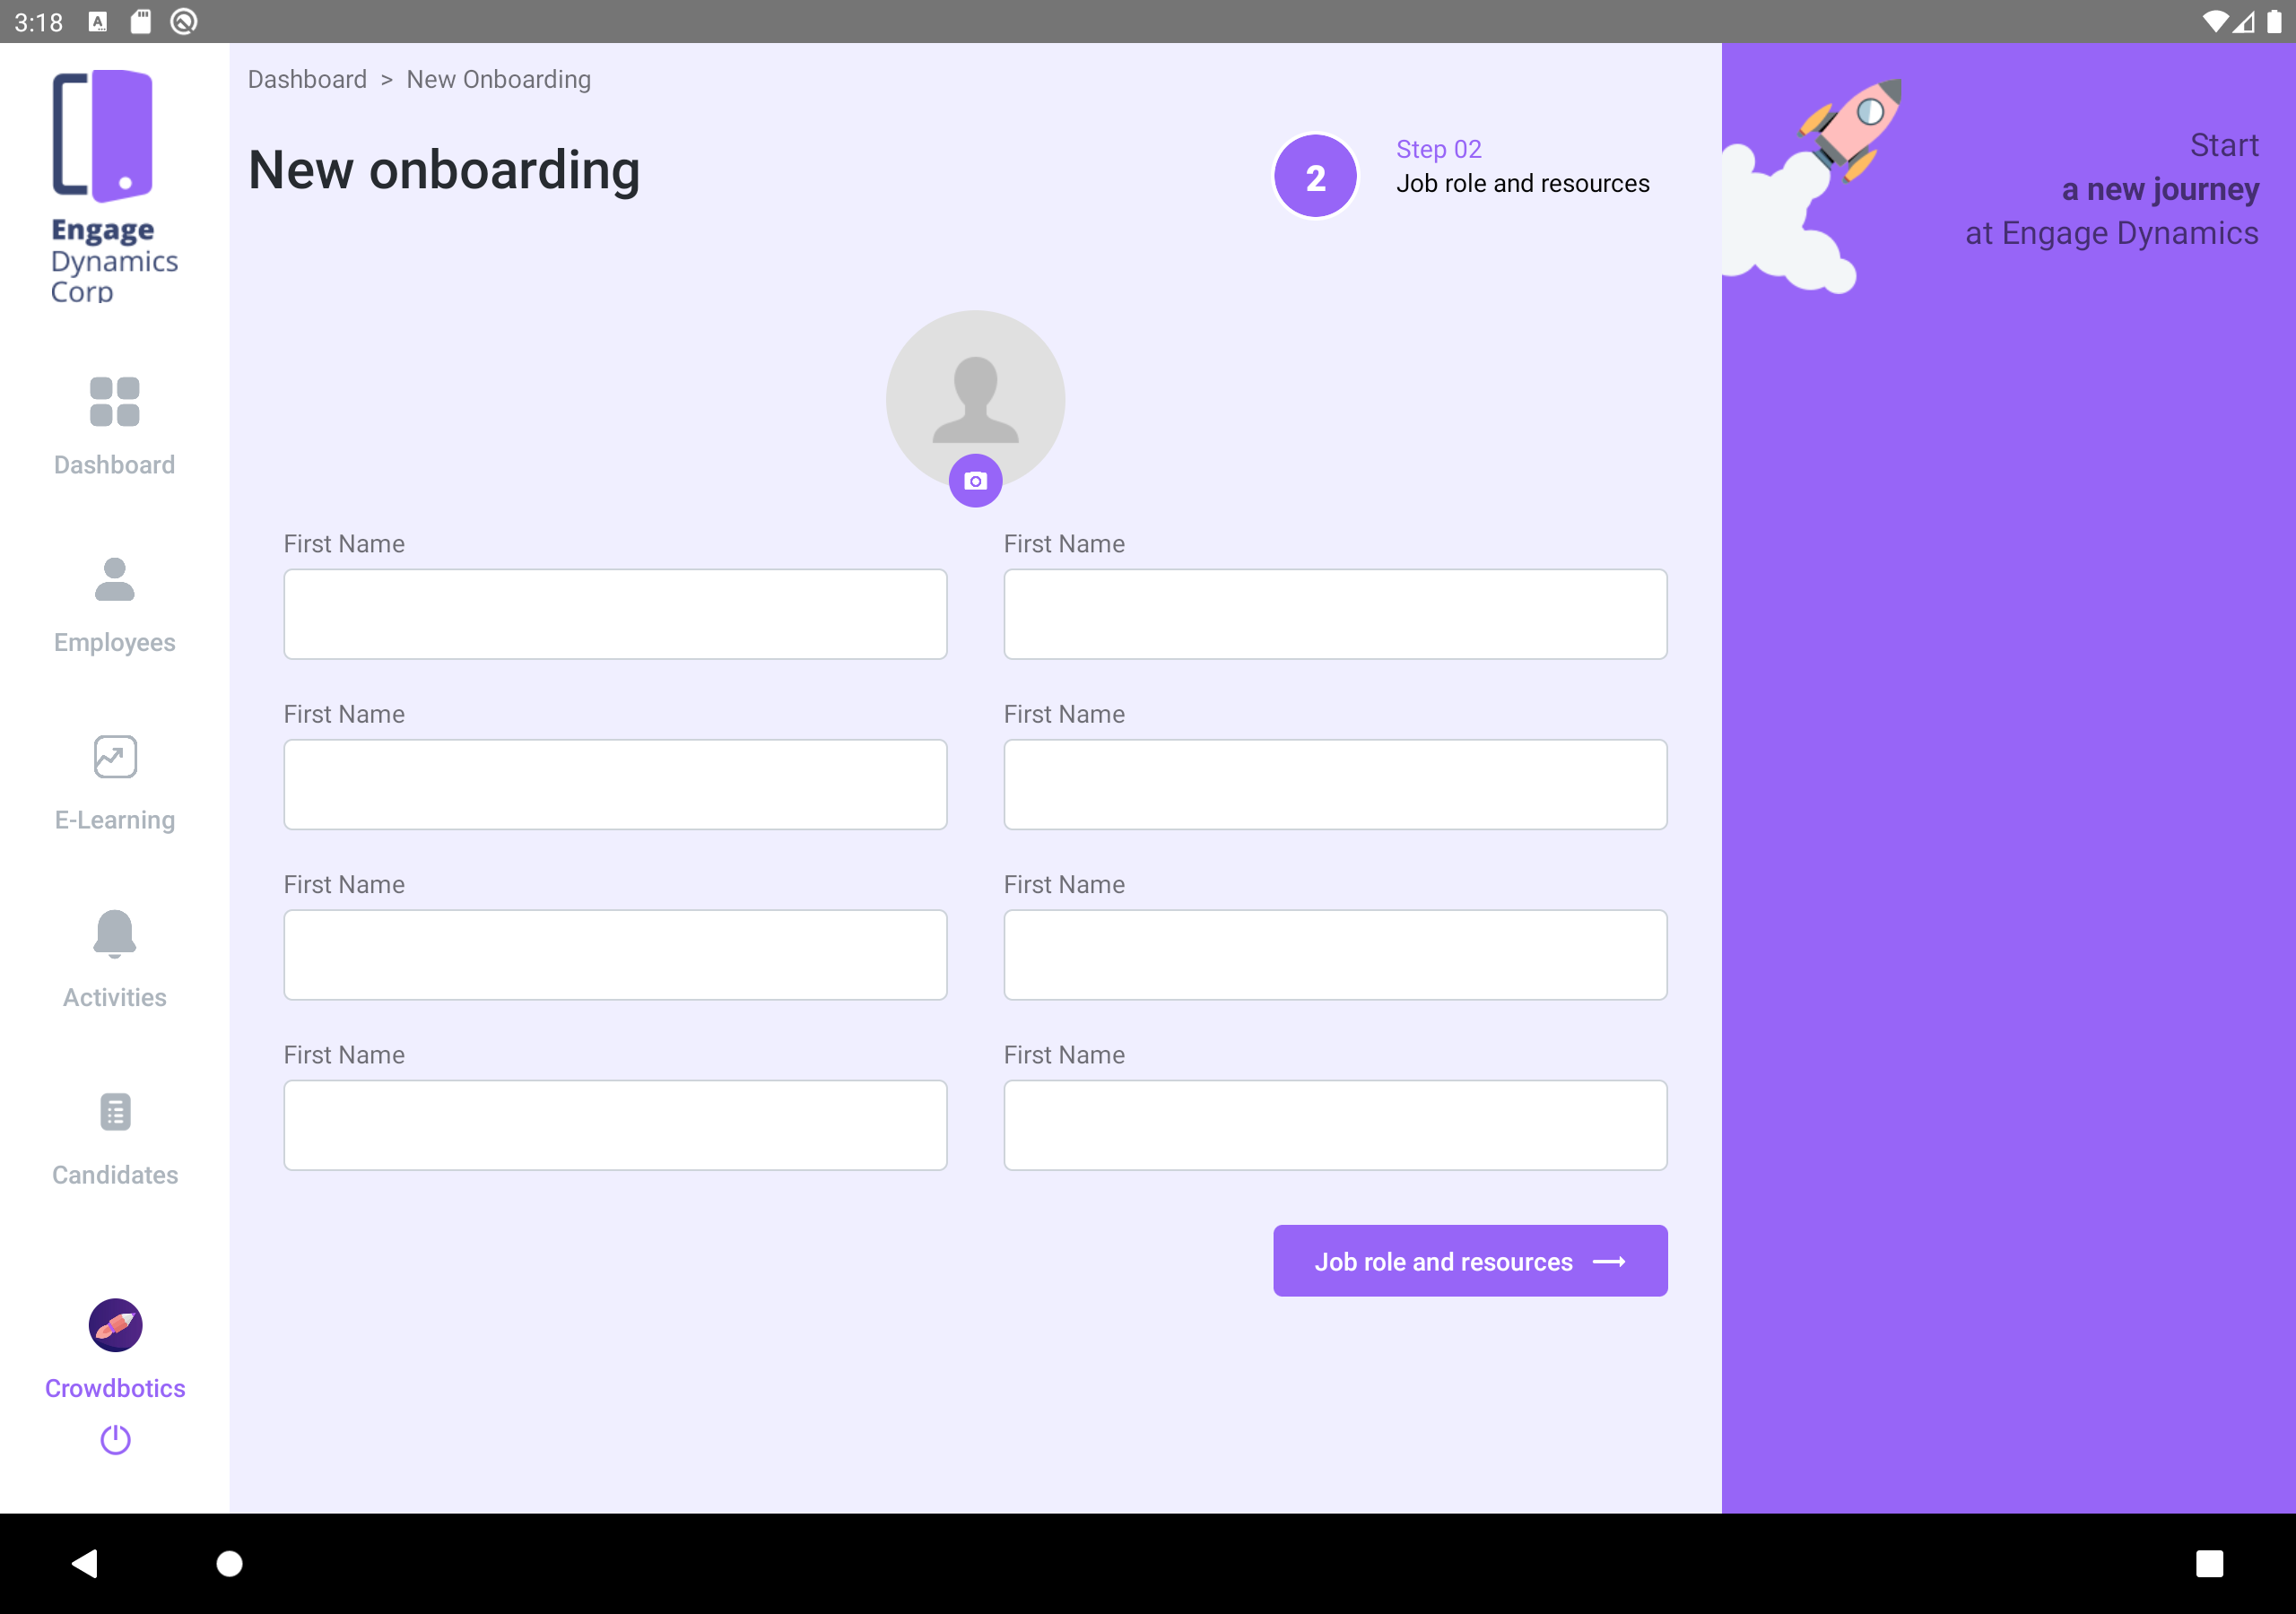 3:18
Dashboard > New Onboarding
New onboarding
2
Step 02
Job role and resources
Start
a new journey
at Engage Dynamics
Engage
Dynamics
Corp
Dashboard
Employees
E-Learning
Activities
Candidates
Crowdbotics
First Name
First Name
First Name
First Name
First Name
First Name
First Name
First Name
Job role and resources